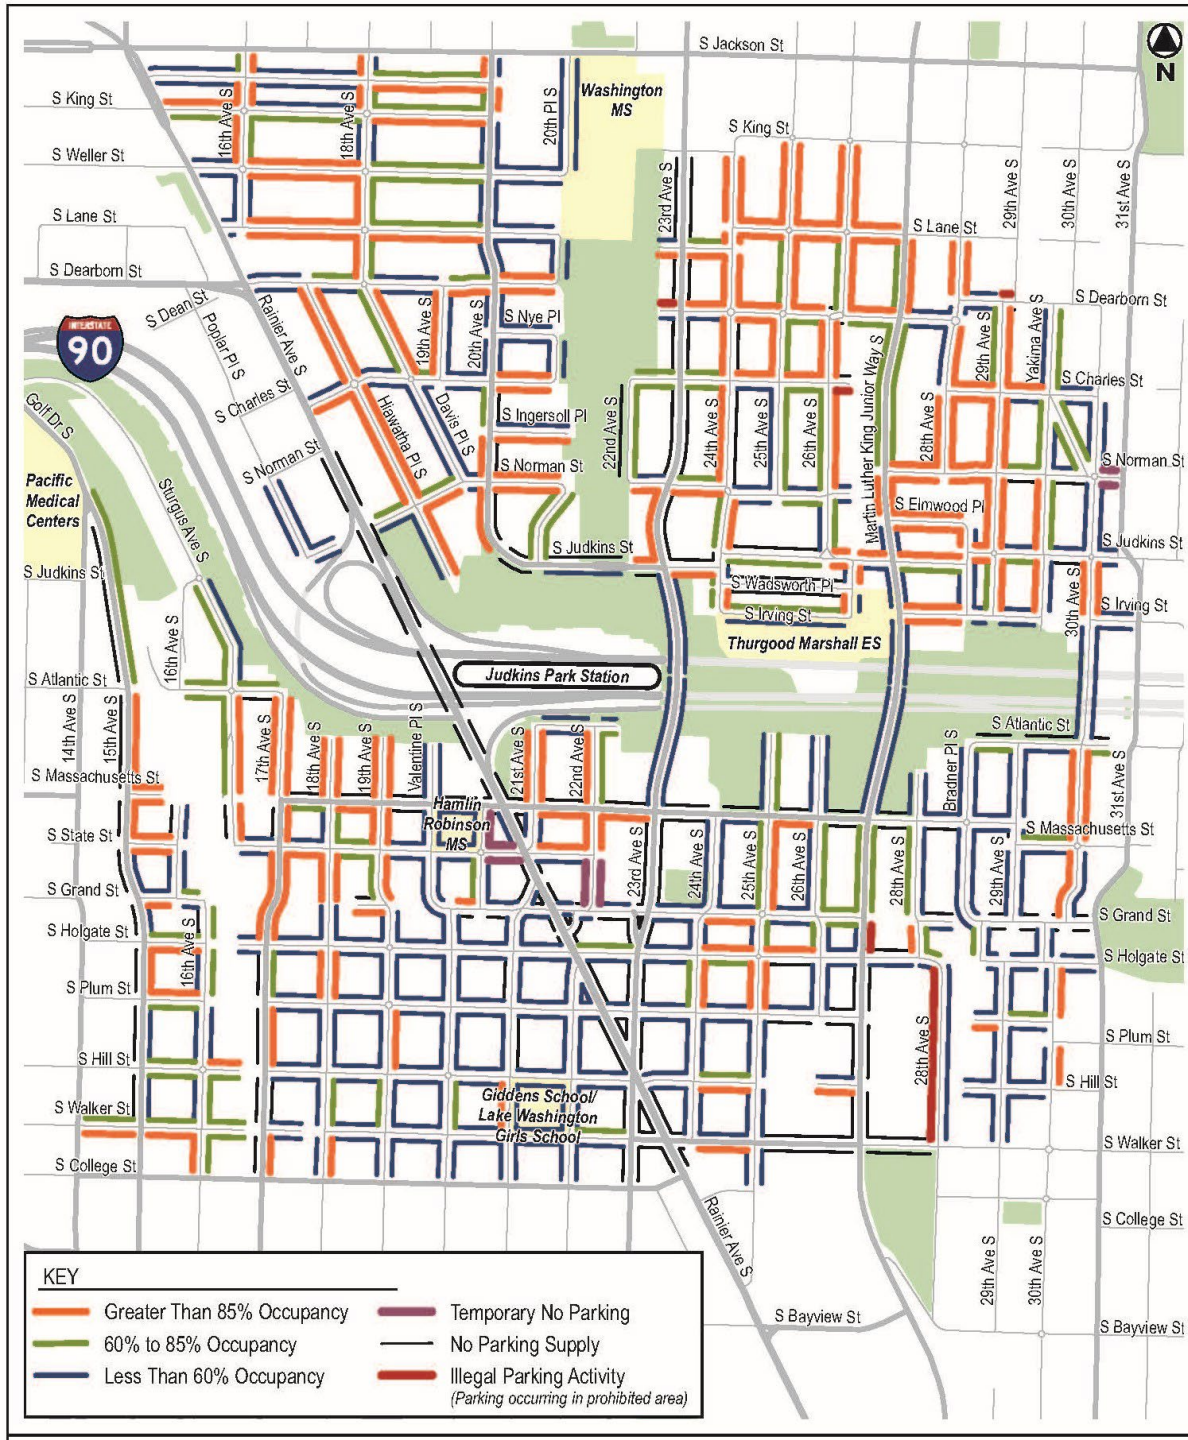 S Jackson St
N
Washington
MS
S King St
S King St
16th Ave S
18th Ave S
20th Pl S
S Weller St
23rd Ave S
29th Ave S
30th Ave S
31st Ave S
S Lane St
S Lane St
S Dearborn St
S Dearborn St
S Dean St
Poplar Pl S
Rainier Ave S
19th Ave S
20th Ave S
S Nye Pl
INTERSTATE
90
29th Ave S
Yakima Ave S
S Charles St
S Charles St
Golf Dr S
Hiawatha Pl S
Davis Pl S
S Ingersoll Pl
22nd Ave S
24th Ave S
25th Ave S
26th Ave S
Martin Luther King Junior Way S
28th Ave S
S Norman St
S Norman St
S Norman St
Pacific
Medical
Centers
Sturgus Ave S
S Elmwood Pl
S Judkins St
S Judkins St
S Judkins St
S Wadsworth Pl
S Irving St
S Irving St
30th Ave S
16th Ave S
Thurgood Marshall ES
Judkins Park Station
S Atlantic St
S Atlantic St
14th Ave S
15th Ave S
17th Ave S
18th Ave S
19th Ave S
Valentine Pl S
21st Ave S
22nd Ave S
Bradner Pl S
31st Ave S
S Massachusetts St
S Massachusetts St
Hamlin
Robinson
MS
S State St
23rd Ave S
24th Ave S
25th Ave S
26th Ave S
28th Ave S
29th Ave S
S Grand St
S Grand St
S Holgate St
S Holgate St
16th Ave S
S Plum St
S Plum St
28th Ave S
S Hill St
S Hill St
S Walker St
S Walker St
Giddens School/
Lake Washington
Girls School
S College St
S College St
Rainier Ave S
29th Ave S
30th Ave S
S Bayview St
S Bayview St
KEY
Greater Than 85% Occupancy
60% to 85% Occupancy
Less Than 60% Occupancy
Temporary No Parking
No Parking Supply
Illegal Parking Activity
(Parking occurring in prohibited area)